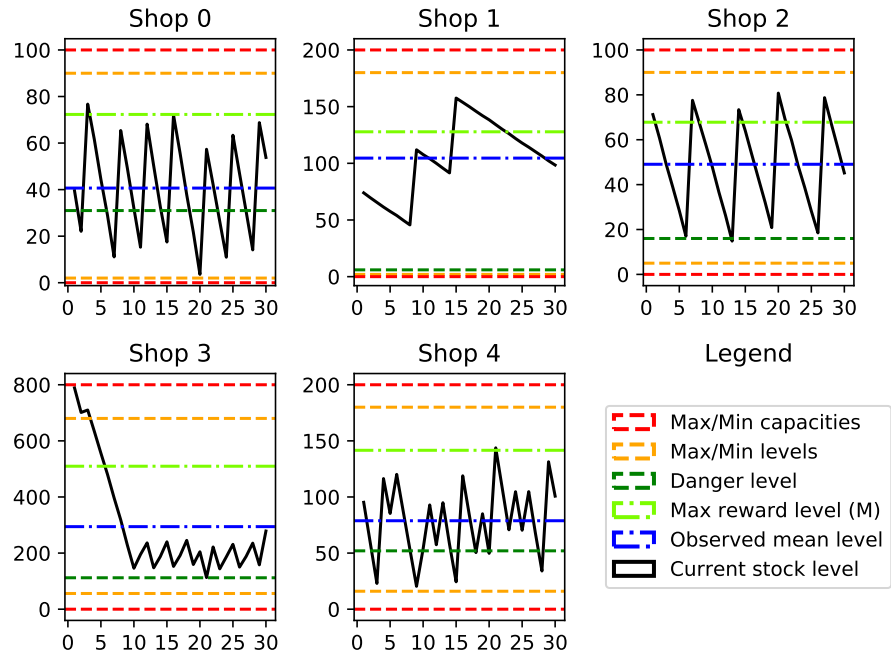 Shop 0
Shop 1
Shop 2
100
80
60
40
20
0
0 5 10 15 20 25 30
200
150
100
50
0
0 5 10 15 20 25 30
100
80
60
40
20
0
0 5 10 15 20 25 30
Shop 3
Shop 4
Legend
800
600
400
200
0
0 5 10 15 20 25 30
200
150
100
50
0
0 5 10 15 20 25 30
Max/Min capacities
Max/Min levels
Danger level
Max reward level (M)
Observed mean level
Current stock level